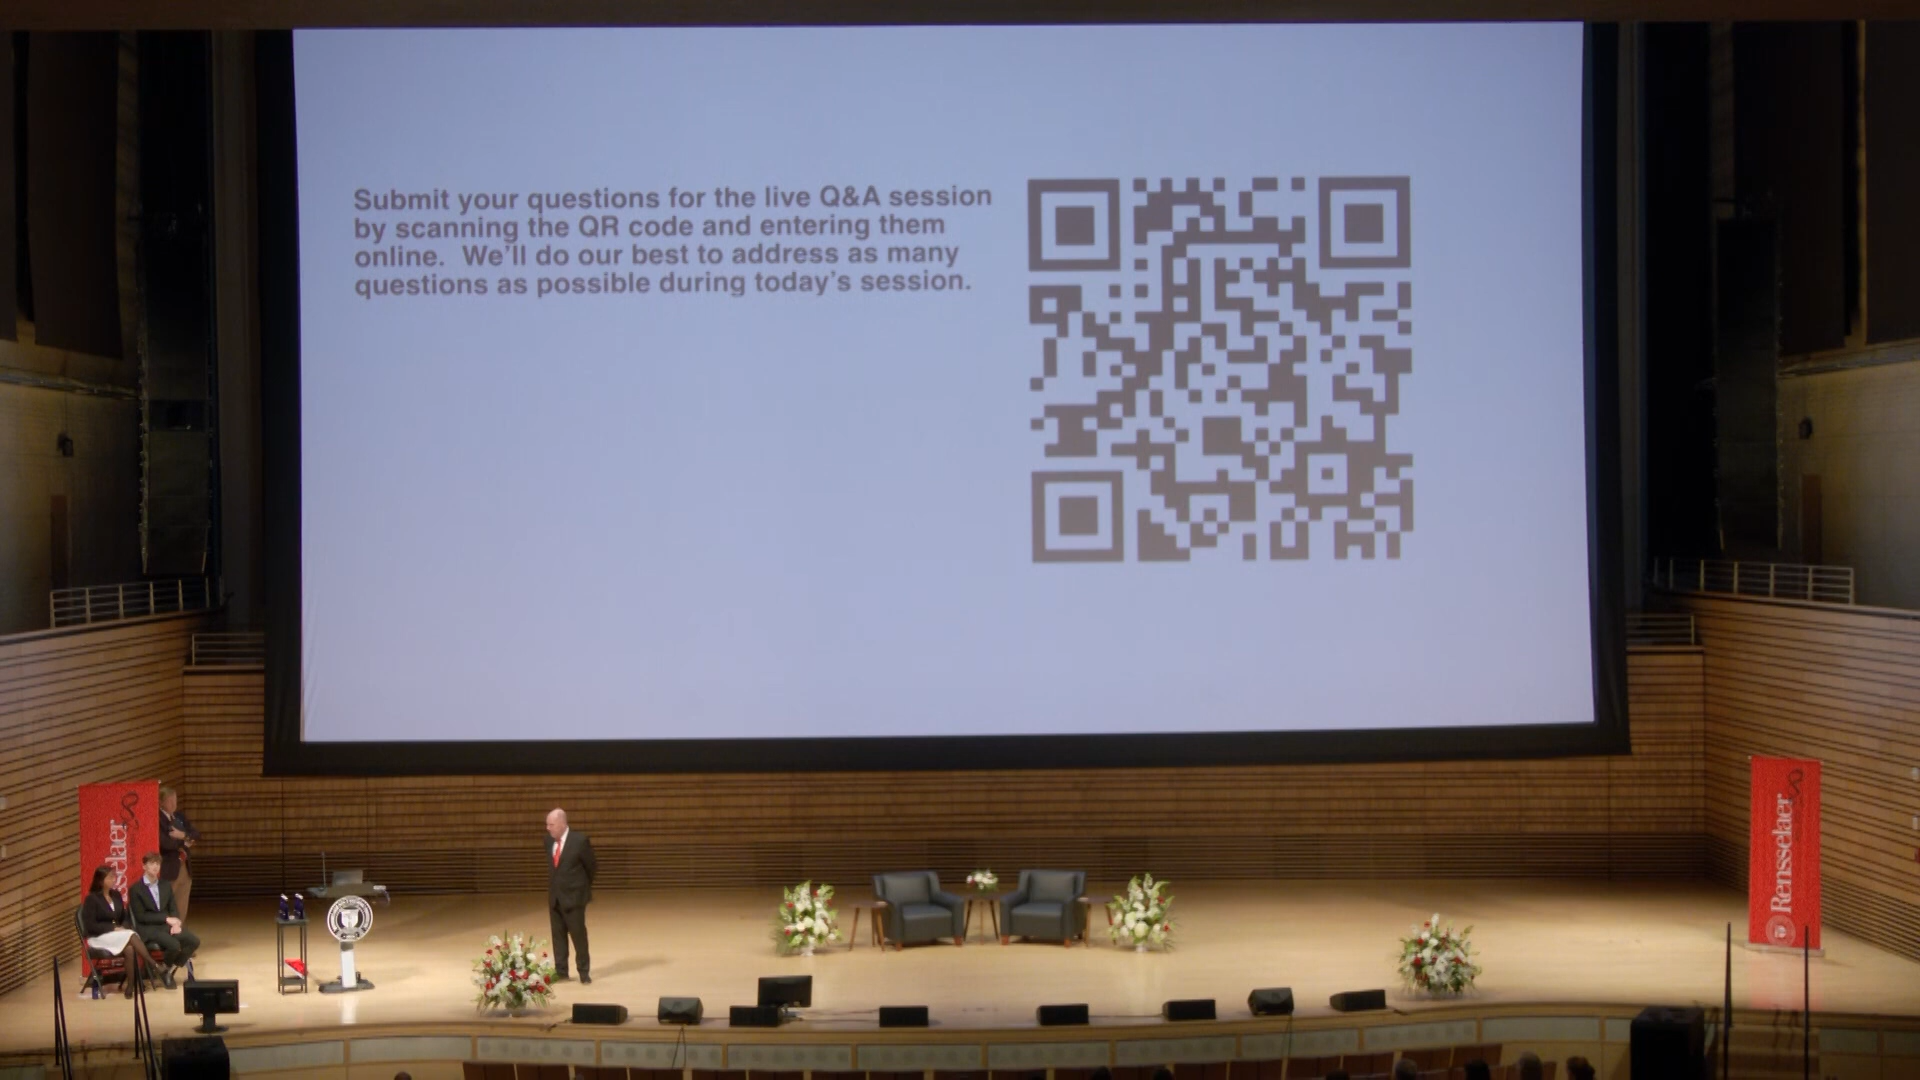 Submit your questions for the live Q&A session
by scanning the QR code and entering them
online.  We'll do our best to address as many
questions as possible during today's session.
Rensselaer
Rensselaer